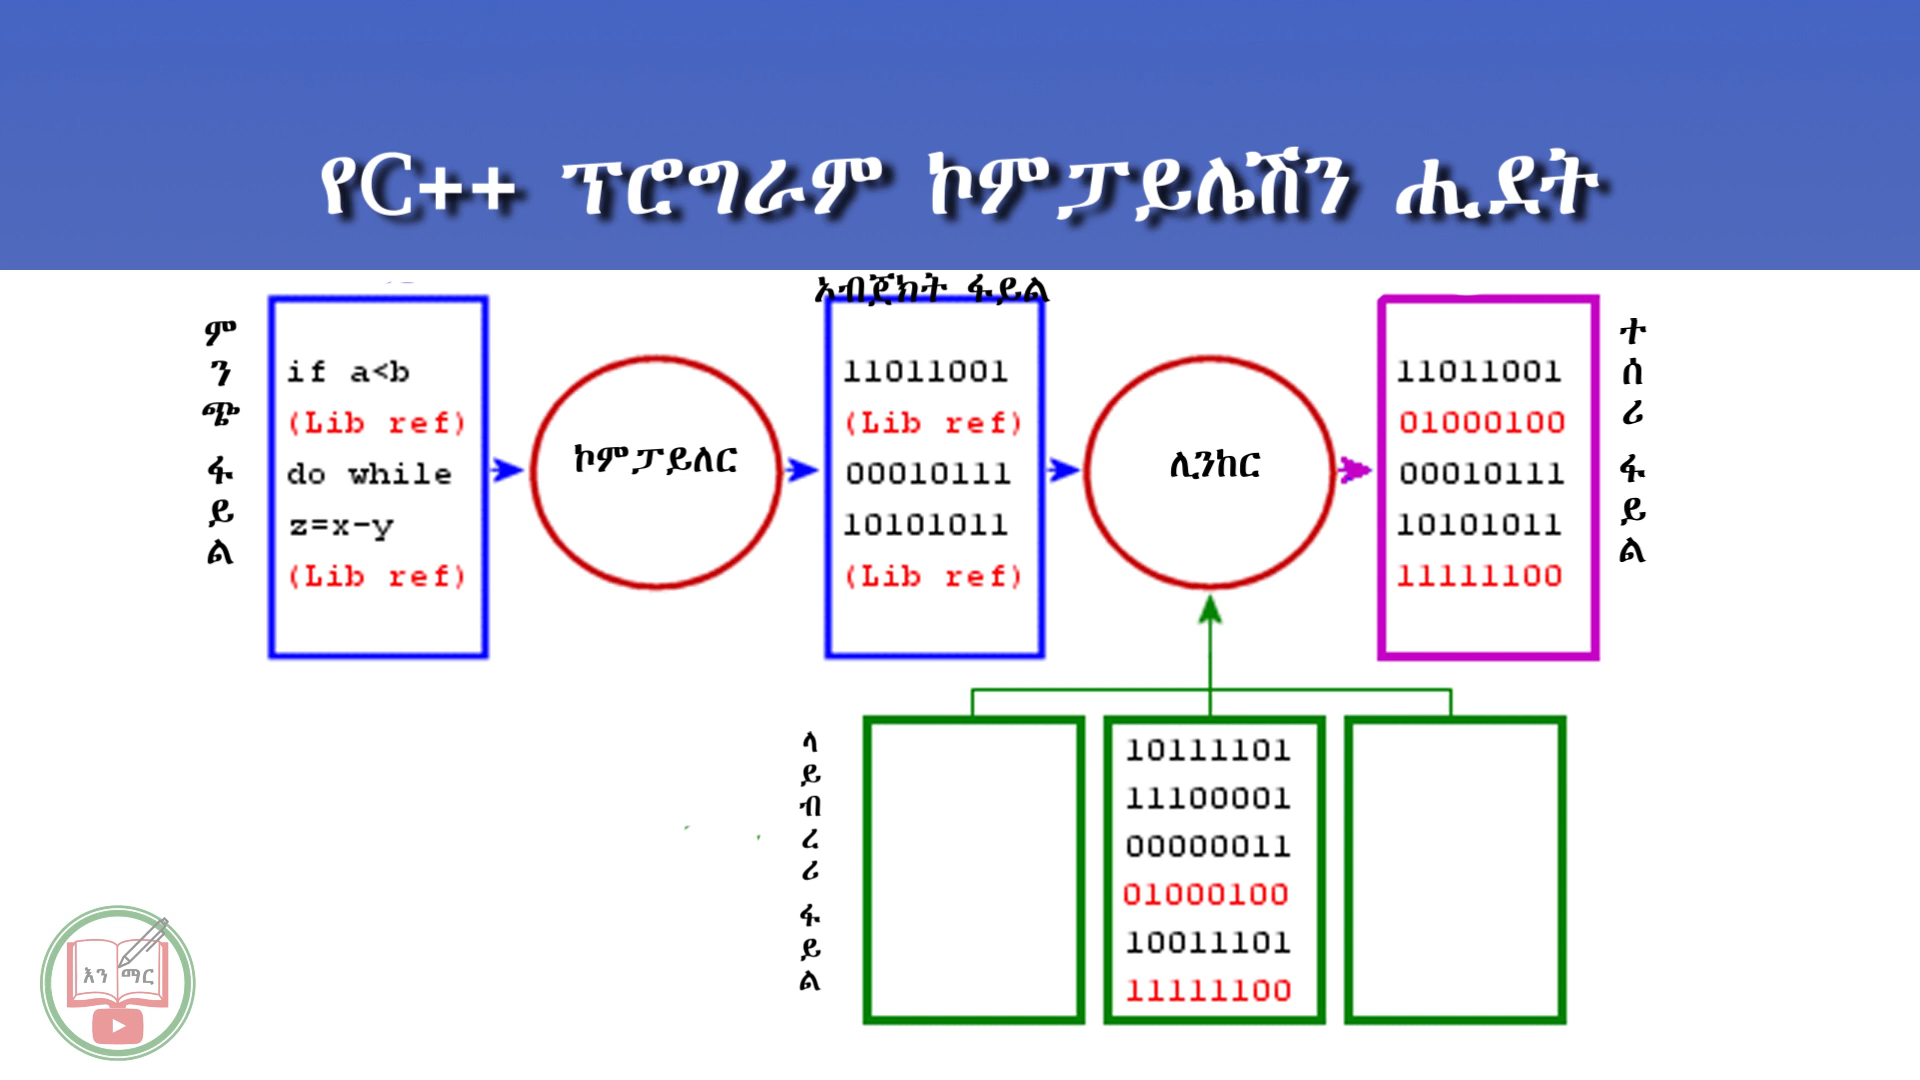 የC++ ፕሮግራም ኮምፓይሌሽን ሒደት
ምንጭ ፋይል
if a<b
(Lib ref)
do while
z=x-y
(Lib ref)
ኮምፓይለር
ኦብጀክት ፋይል
11011001
(Lib ref)
00010111
10101011
(Lib ref)
ሊንከር
11011001
01000100
00010111
10101011
11111100
ተሰሪ ፋይል
ላይብረሪ ፋይል
10111101
11100001
00000011
01000100
10011101
11111100
እን ማር